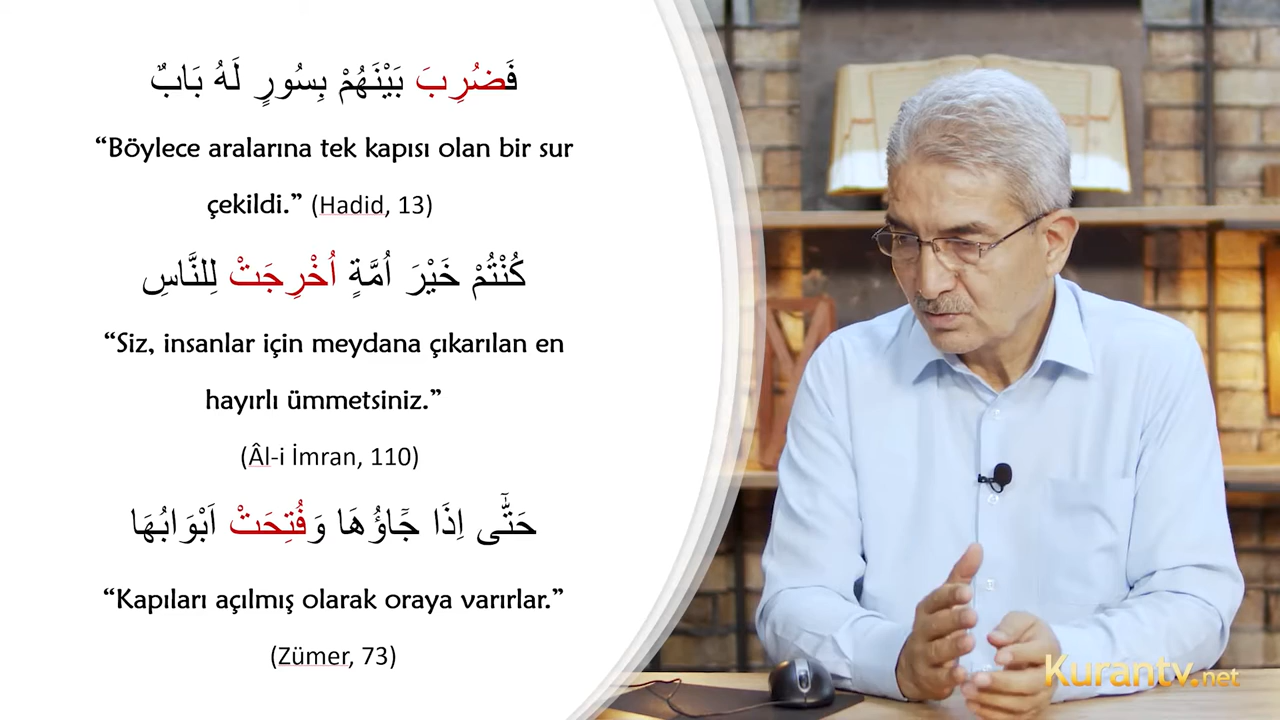 فَضُرِبَ بَيْنَهُمْ بِسُورٍ لَهُ بَابٌ
“Böylece aralarına tek kapısı olan bir sur
çekildi.” (Hadid, 13)
كُنْتُمْ خَيْرَ اُمَّةٍ اُخْرِجَتْ لِلنَّاسِ
“Siz, insanlar için meydana çıkarılan en
hayırlı ümmetsiniz.”
(Âl-i İmran, 110)
حَتّٰٓى اِذَا جَٓاؤُ۫هَا وَفُتِحَتْ اَبْوَابُهَا
“Kapıları açılmış olarak oraya varırlar.”
(Zümer, 73)
Kurantv.net